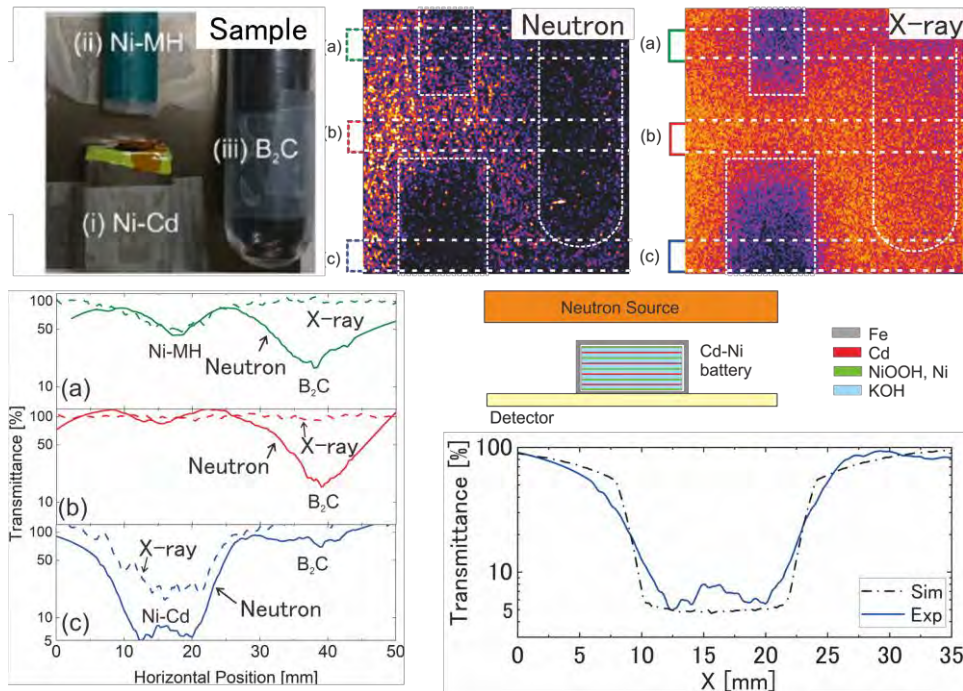 Sample
(ii) Ni-MH
(iii) B₂C
(i) Ni-Cd
Neutron
(a)
(b)
(c)
X-ray
(a)
(b)
(c)
Transmittance [%]
100
50
10
Ni-MH
Neutron
X-ray
B₂C
(a)
100
50
10
Neutron
X-ray
B₂C
(b)
100
50
10
5
X-ray
Ni-Cd
Neutron
B₂C
(c)
0 10 20 30 40 50
Horizontal Position [mm]
Neutron Source
Cd-Ni
battery
Detector
Fe
Cd
NiOOH, Ni
KOH
Transmittance [%]
100
10
5
Sim
Exp
0 5 10 15 20 25 30 35
X [mm]